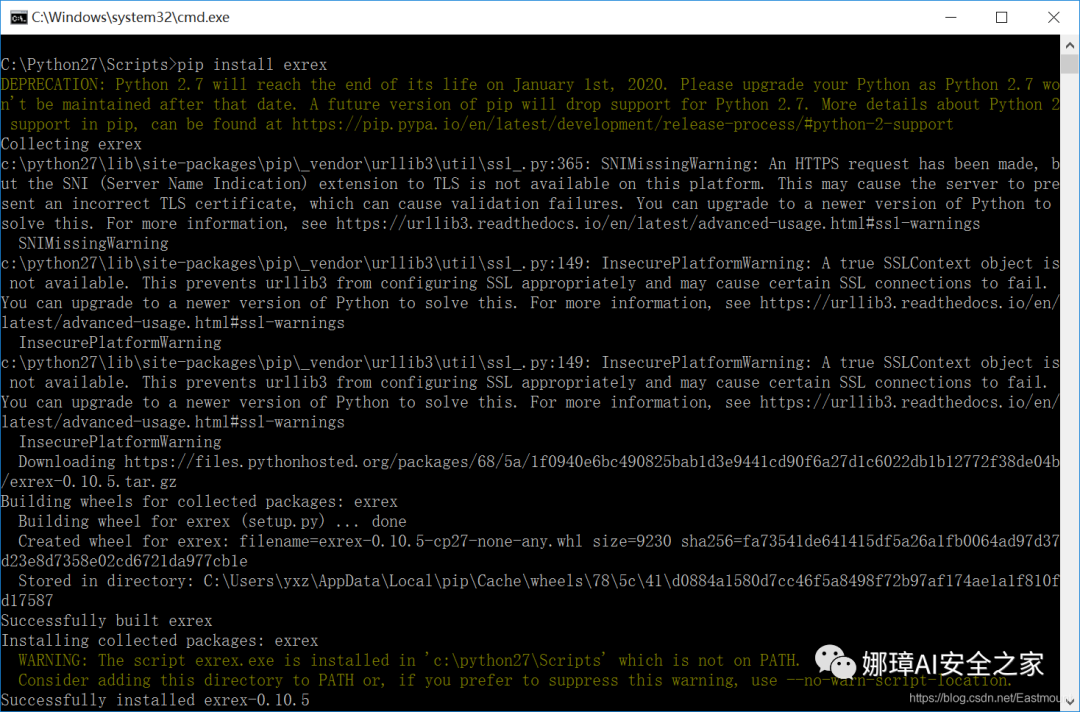 C:\Windows\system32\cmd.exe
C:\Python27\Scripts>pip install exrex
DEPRECATION: Python 2.7 will reach the end of its life on January 1st, 2020. Please upgrade your Python as Python 2.7 wo
n't be maintained after that date. A future version of pip will drop support for Python 2.7. More details about Python 2
 support in pip, can be found at https://pip.pypa.io/en/latest/development/release-process/#python-2-support
Collecting exrex
c:\python27\lib\site-packages\pip\_vendor\urllib3\util\ssl_.py:365: SNIMissingWarning: An HTTPS request has been made, b
ut the SNI (Server Name Indication) extension to TLS is not available on this platform. This may cause the server to pre
sent an incorrect TLS certificate, which can cause validation failures. You can upgrade to a newer version of Python to
solve this. For more information, see https://urllib3.readthedocs.io/en/latest/advanced-usage.html#ssl-warnings
  SNIMissingWarning
c:\python27\lib\site-packages\pip\_vendor\urllib3\util\ssl_.py:149: InsecurePlatformWarning: A true SSLContext object is
 not available. This prevents urllib3 from configuring SSL appropriately and may cause certain SSL connections to fail.
You can upgrade to a newer version of Python to solve this. For more information, see https://urllib3.readthedocs.io/en/
latest/advanced-usage.html#ssl-warnings
  InsecurePlatformWarning
c:\python27\lib\site-packages\pip\_vendor\urllib3\util\ssl_.py:149: InsecurePlatformWarning: A true SSLContext object is
 not available. This prevents urllib3 from configuring SSL appropriately and may cause certain SSL connections to fail.
You can upgrade to a newer version of Python to solve this. For more information, see https://urllib3.readthedocs.io/en/
latest/advanced-usage.html#ssl-warnings
  InsecurePlatformWarning
  Downloading https://files.pythonhosted.org/packages/68/5a/1f0940e6bc490825bab1d3e9441cd90f6a27d1c6022db1b12772f38de04b
/exrex-0.10.5.tar.gz
Building wheels for collected packages: exrex
  Building wheel for exrex (setup.py) ... done
  Created wheel for exrex: filename=exrex-0.10.5-cp27-none-any.whl size=9230 sha256=fa73541de641415df5a26a1fb0064ad97d37
d23e8d7358e02cd6721da977cb1e
  Stored in directory: C:\Users\yxz\AppData\Local\pip\Cache\wheels\78\5c\41\d0884a1580d7cc46f5a8498f72b97af174ae1a1f810f
d17587
Successfully built exrex
Installing collected packages: exrex
  WARNING: The script exrex.exe is installed in 'c:\python27\Scripts' which is not on PATH.
  Consider adding this directory to PATH or, if you prefer to suppress this warning, use --no-warn-script-location.
Successfully installed exrex-0.10.5
娜璋AI安全之家
https://blog.csdn.net/Eastmou